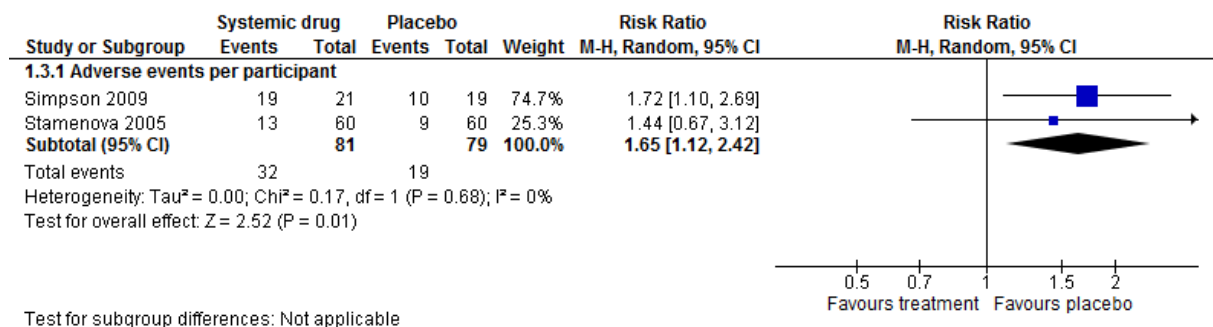 Systemic drug Placebo Risk Ratio Risk Ratio
Study or Subgroup Events Total Events Total Weight M-H, Random, 95% CI M-H, Random, 95% CI
1.3.1 Adverse events per participant
Simpson 2009 19 21 10 19 74.7% 1.72 [1.10, 2.69]
Stamenova 2005 13 60 9 60 25.3% 1.44 [0.67, 3.12]
Subtotal (95% CI) 81 79 100.0% 1.65 [1.12, 2.42]
Total events 32 19
Heterogeneity: Tau² = 0.00; Chi² = 0.17, df = 1 (P = 0.68); I² = 0%
Test for overall effect: Z = 2.52 (P = 0.01)
0.5 0.7 1 1.5 2
Favours treatment Favours placebo
Test for subgroup differences: Not applicable